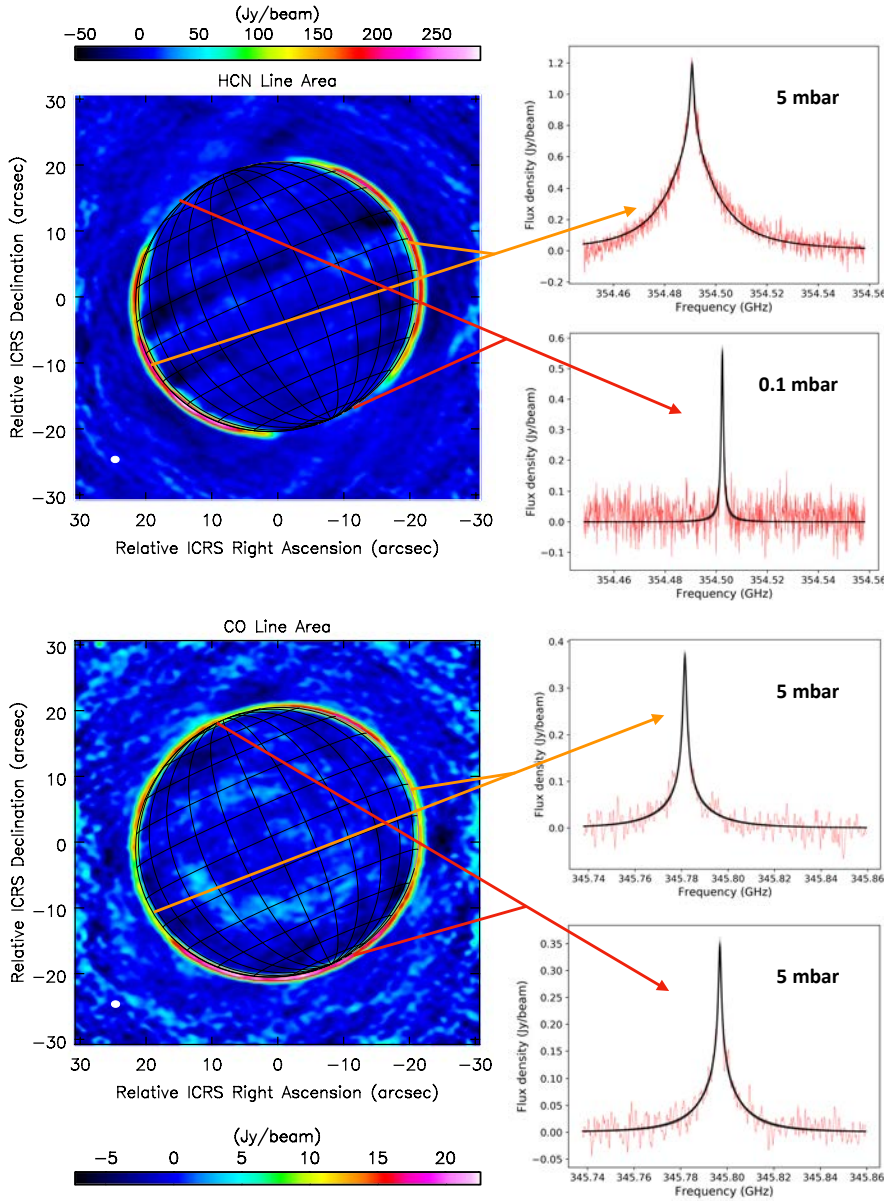 (Jy/beam)
−50 0 50 100 150 200 250
HCN Line Area
30
20
10
0
−10
−20
−30
Relative ICRS Declination (arcsec)
30 20 10 0 −10 −20 −30
Relative ICRS Right Ascension (arcsec)
5 mbar
1.2
1.0
0.8
0.6
0.4
0.2
0.0
−0.2
Flux density (Jy/beam)
354.46 354.48 354.50 354.52 354.54 354.56
Frequency (GHz)
0.1 mbar
0.6
0.5
0.4
0.3
0.2
0.1
0.0
−0.1
Flux density (Jy/beam)
354.46 354.48 354.50 354.52 354.54 354.56
Frequency (GHz)
CO Line Area
30
20
10
0
−10
−20
−30
Relative ICRS Declination (arcsec)
30 20 10 0 −10 −20 −30
Relative ICRS Right Ascension (arcsec)
(Jy/beam)
−5 0 5 10 15 20
5 mbar
0.4
0.3
0.2
0.1
0.0
Flux density (Jy/beam)
345.74 345.76 345.78 345.80 345.82 345.84 345.86
Frequency (GHz)
5 mbar
0.35
0.30
0.25
0.20
0.15
0.10
0.05
0.00
−0.05
Flux density (Jy/beam)
345.74 345.76 345.78 345.80 345.82 345.84 345.86
Frequency (GHz)